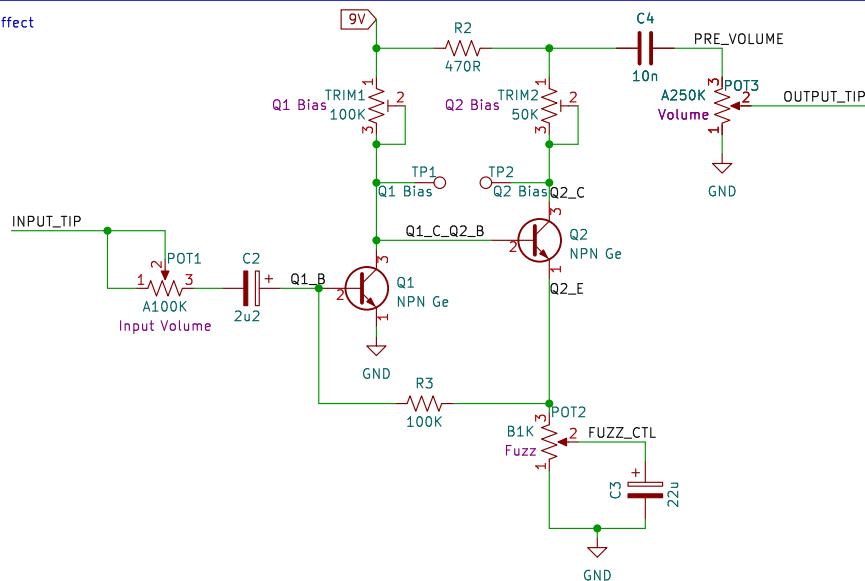 ffect
9V
R2
470R
C4
10n
PRE_VOLUME
1
TRIM1
2
Q1 Bias
100K
3
1
TRIM2
2
Q2 Bias
50K
3
3
POT3
A250K
2
OUTPUT_TIP
Volume
1
GND
TP1
Q1 Bias
TP2
Q2 Bias
Q2_C
3
INPUT_TIP
Q1_C_Q2_B
2
Q2
NPN Ge
1
Q2_E
POT1
2
1
3
A100K
Input Volume
C2
+
2u2
Q1_B
3
2
Q1
NPN Ge
1
GND
R3
100K
POT2
3
B1K
2
FUZZ_CTL
Fuzz
1
+
C3
22u
GND